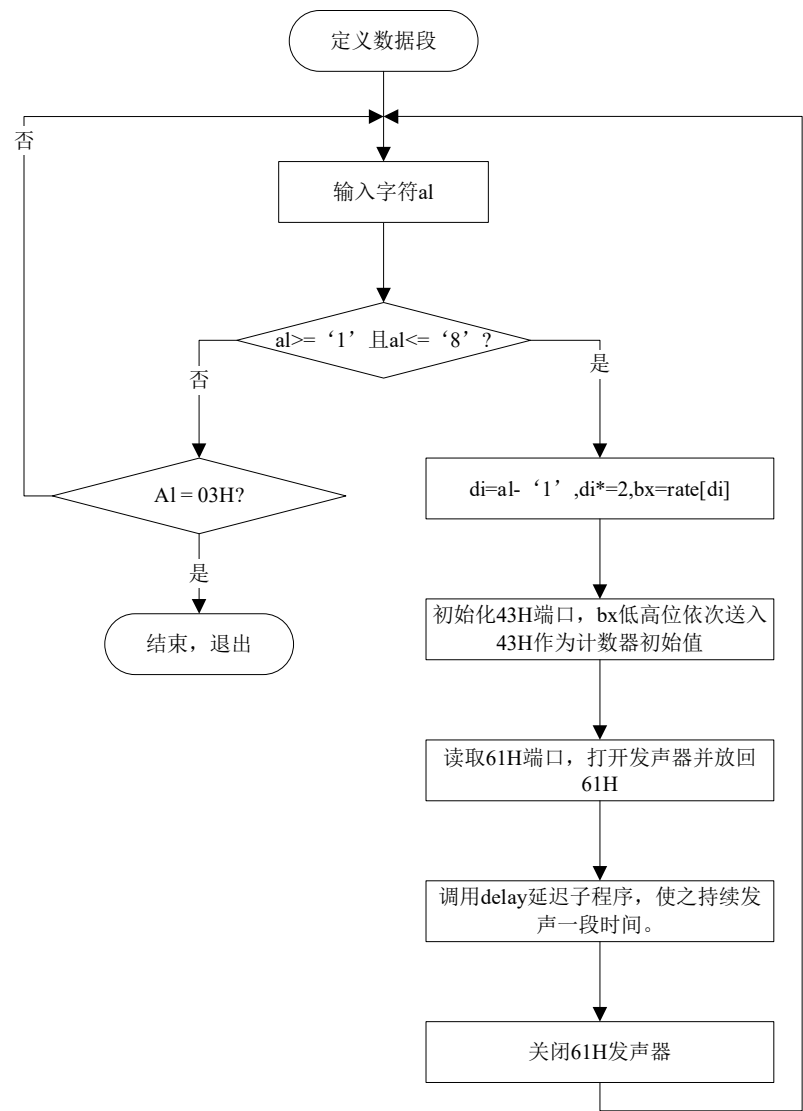 定义数据段
否
输入字符al
al>=‘1’且al<=‘8’?
否
是
Al = 03H?
di=al-‘1’,di*=2,bx=rate[di]
是
初始化43H端口，bx低高位依次送入
43H作为计数器初始值
结束，退出
读取61H端口，打开发声器并放回
61H
调用delay延迟子程序，使之持续发
声一段时间。
关闭61H发声器